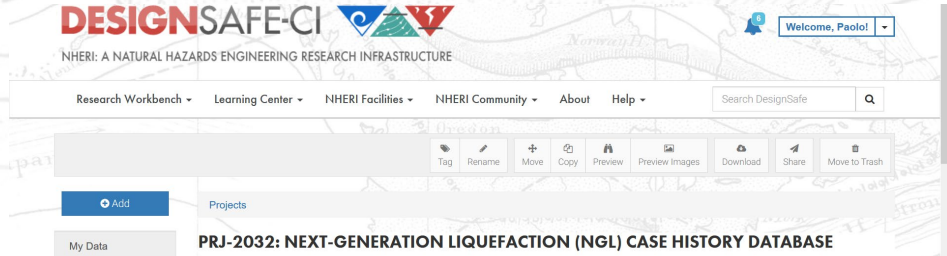 DESIGNSAFE-CI
6
Welcome, Paolo!
NHERI: A NATURAL HAZARDS ENGINEERING RESEARCH INFRASTRUCTURE
Norway H.
Research Workbench Learning Center NHERI Facilities NHERI Community About Help Search DesignSafe
Tag Rename Move Copy Preview Preview Images Download Share Move to Trash
Add
Projects
My Data
PRJ-2032: NEXT-GENERATION LIQUEFACTION (NGL) CASE HISTORY DATABASE